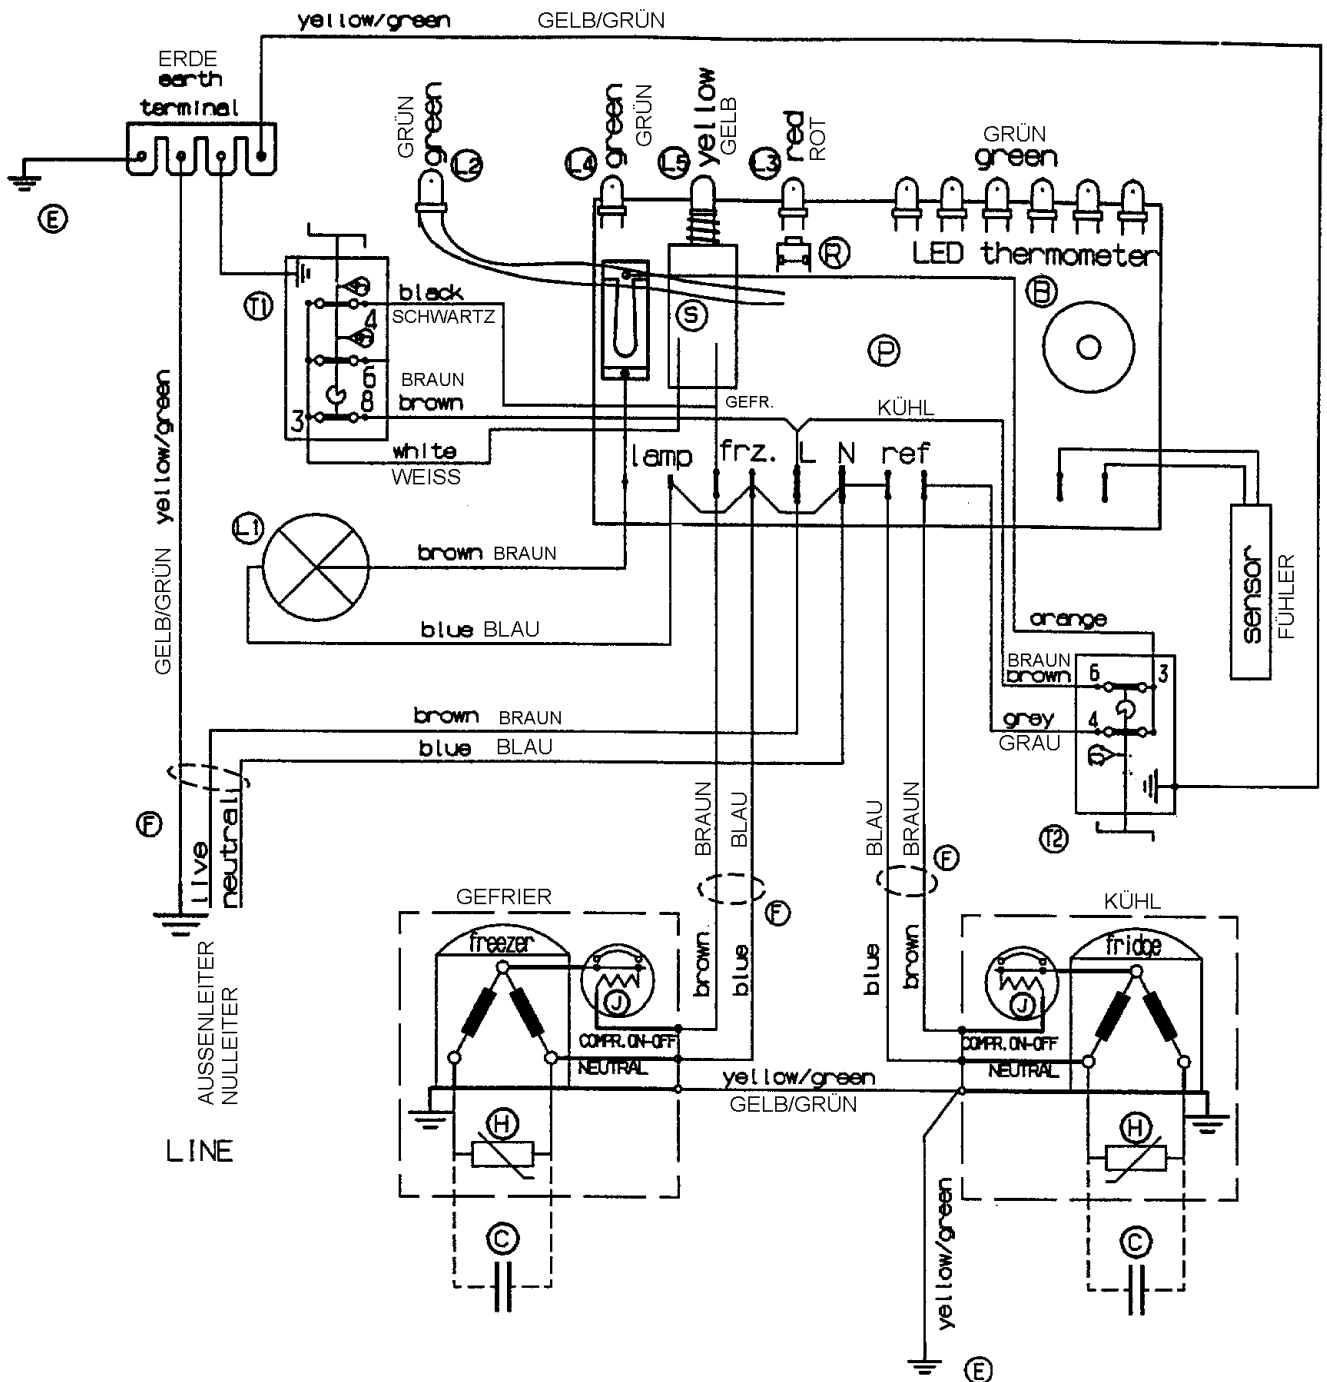 yellow/green GELB/GRÜN
ERDE
earth
terminal
E
GRÜN
green
L2
L4
green
GRÜN
L5
yellow
GELB
L3
red
ROT
GRÜN
green
LED thermometer
R
B
T1
black
SCHWARTZ
4
6
8
3
BRAUN
brown
white
WEISS
S
P
GEFR.
KÜHL
lamp
frz.
L
N
ref
yellow/green
GELB/GRÜN
L1
brown BRAUN
blue BLAU
brown BRAUN
blue BLAU
sensor
FÜHLER
orange
BRAUN
brown
6
3
grey
GRAU
4
T2
F
live
neutral
AUSSENLEITER
NULLEITER
LINE
BRAUN
BLAU
BLAU
BRAUN
F
F
brown
blue
blue
brown
GEFRIER
freezer
J
COMPR. ON-OFF
NEUTRAL
H
C
KÜHL
fridge
J
COMPR. ON-OFF
NEUTRAL
H
C
yellow/green
GELB/GRÜN
yellow/green
E